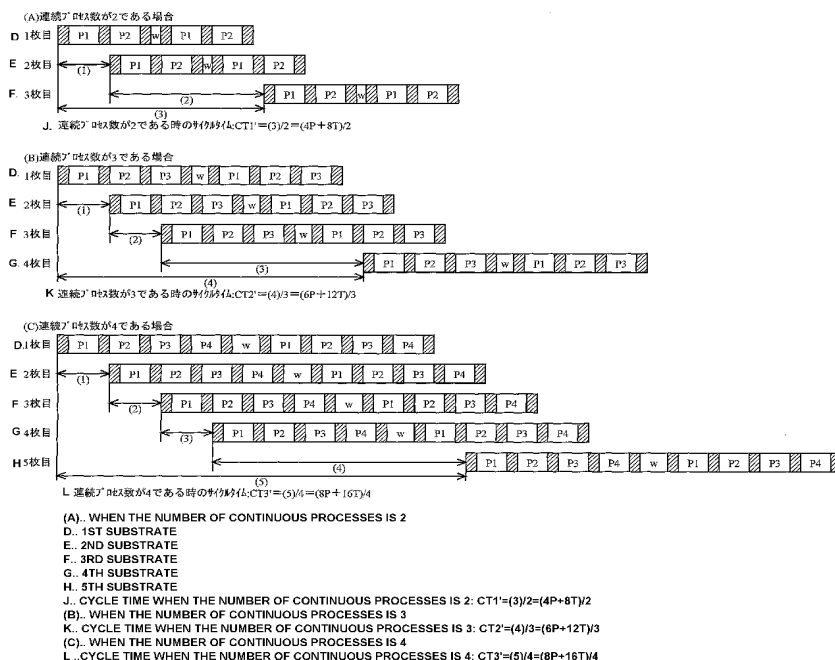 (A)連続プロセス数が2である場合
D 1枚目 P1 P2 w P1 P2
E 2枚目 P1 P2 w P1 P2
(1)
F. 3枚目 P1 P2 w P1 P2
(2)
(3)
J. 連続プロセス数が2である時のサイクルタイム:CT1'=(3)/2=(4P+8T)/2
(B)連続プロセス数が3である場合
D. 1枚目 P1 P2 P3 w P1 P2 P3
E 2枚目 P1 P2 P3 w P1 P2 P3
(1)
F 3枚目 P1 P2 P3 w P1 P2 P3
(2)
G. 4枚目 P1 P2 P3 w P1 P2 P3
(3)
(4)
K 連続プロセス数が3である時のサイクルタイム:CT2'=(4)/3=(6P+12T)/3
(C)連続プロセス数が4である場合
D.1枚目 P1 P2 P3 P4 w P1 P2 P3 P4
E 2枚目 P1 P2 P3 P4 w P1 P2 P3 P4
(1)
F 3枚目 P1 P2 P3 P4 w P1 P2 P3 P4
(2)
G 4枚目 P1 P2 P3 P4 w P1 P2 P3 P4
(3)
H 5枚目 P1 P2 P3 P4 w P1 P2 P3 P4
(4)
(5)
L 連続プロセス数が4である時のサイクルタイム:CT3'=(5)/4=(8P+16T)/4
(A).. WHEN THE NUMBER OF CONTINUOUS PROCESSES IS 2
D.. 1ST SUBSTRATE
E.. 2ND SUBSTRATE
F.. 3RD SUBSTRATE
G.. 4TH SUBSTRATE
H.. 5TH SUBSTRATE
J.. CYCLE TIME WHEN THE NUMBER OF CONTINUOUS PROCESSES IS 2: CT1'=(3)/2=(4P+8T)/2
(B).. WHEN THE NUMBER OF CONTINUOUS PROCESSES IS 3
K.. CYCLE TIME WHEN THE NUMBER OF CONTINUOUS PROCESSES IS 3: CT2'=(4)/3=(6P+12T)/3
(C).. WHEN THE NUMBER OF CONTINUOUS PROCESSES IS 4
L ..CYCLE TIME WHEN THE NUMBER OF CONTINUOUS PROCESSES IS 4: CT3'=(5)/4=(8P+16T)/4